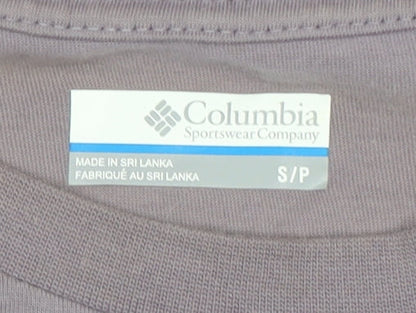 Columbia
Sportswear Company
MADE IN SRI LANKA
FABRIQUÉ AU SRI LANKA
S/P